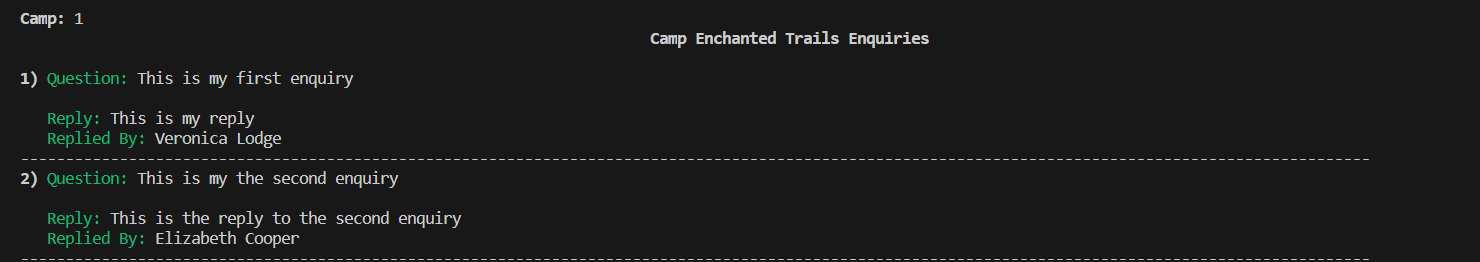 Camp: 1
Camp Enchanted Trails Enquiries
1) Question: This is my first enquiry
Reply: This is my reply
Replied By: Veronica Lodge
------------------------------------------------------------------------------------------------------------------------------------------------------
2) Question: This is my the second enquiry
Reply: This is the reply to the second enquiry
Replied By: Elizabeth Cooper
------------------------------------------------------------------------------------------------------------------------------------------------------